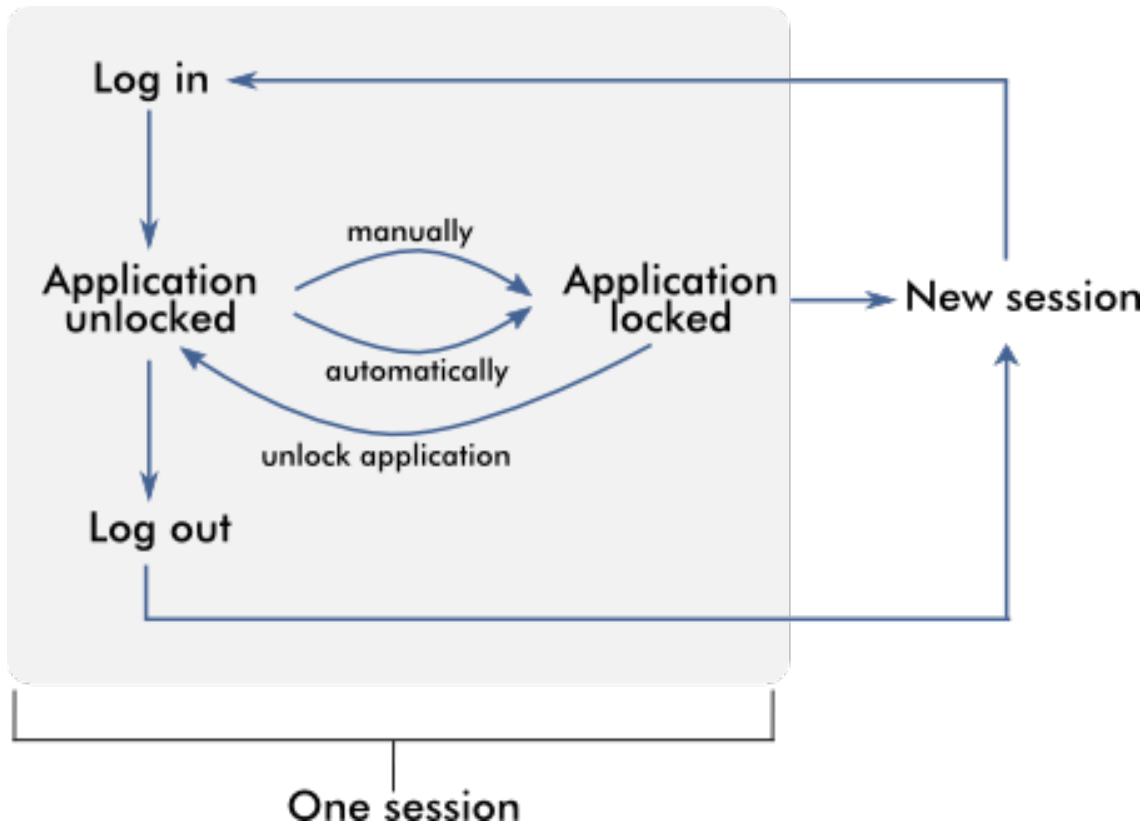 Log in
manually
Application
unlocked
Application
locked
New session
automatically
unlock application
Log out
One session